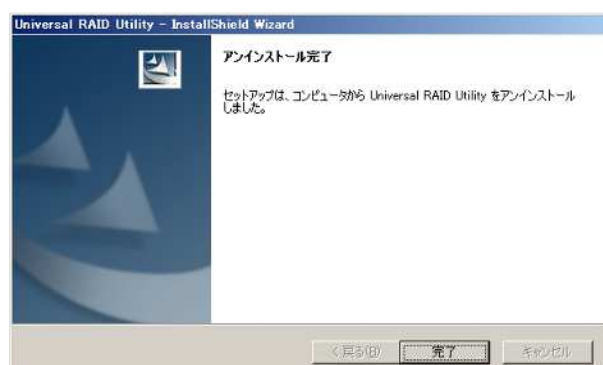 Universal RAID Utility - InstallShield Wizard
アンインストール完了
セットアップは、コンピュータから Universal RAID Utility をアンインストール
しました。
< 戻る(B)
完了
キャンセル